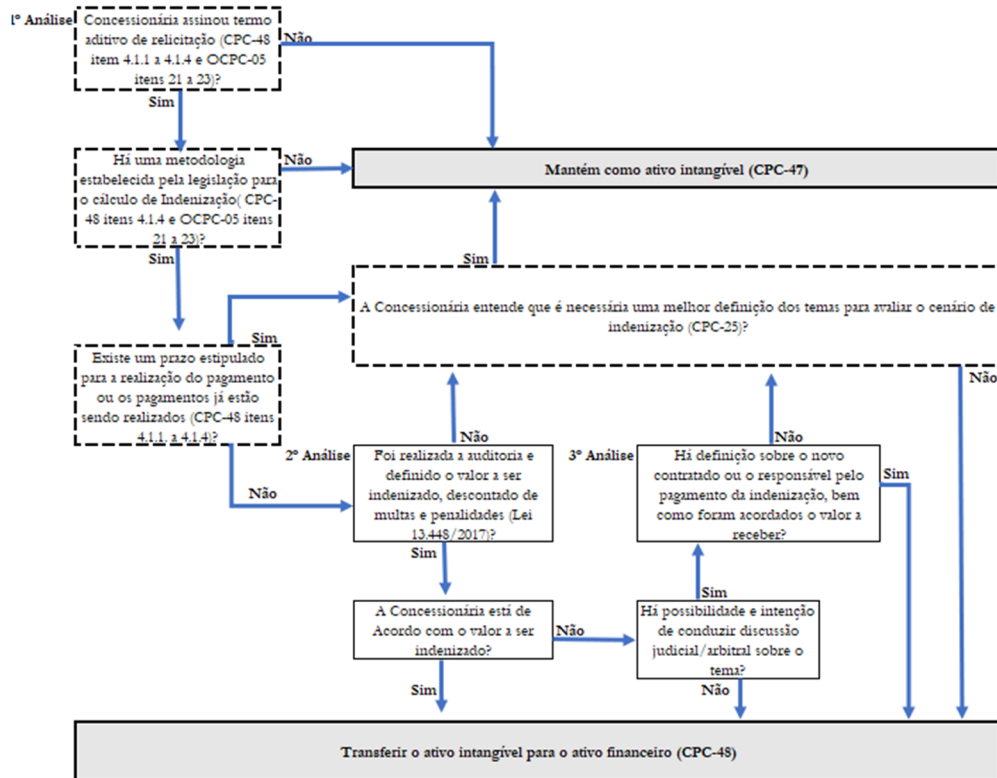 1º Análise
Concessionária assinou termo
aditivo de relicitação (CPC-48
item 4.1.1 a 4.1.4 e OCPC-05
itens 21 a 23)?
Não
Sim
Há uma metodologia
estabelecida pela legislação para
o cálculo de Indenização( CPC-
48 itens 4.1.4 e OCPC-05 itens
21 a 23)?
Não
Mantém como ativo intangível (CPC-47)
Sim
Sim
A Concessionária entende que é necessária uma melhor definição dos temas para avaliar o cenário de
indenização (CPC-25)?
Sim
Não
Existe um prazo estipulado
para a realização do pagamento
ou os pagamentos já estão
sendo realizados (CPC-48 itens
4.1.1. a 4.1.4)?
Não
2º Análise
Não
Foi realizada a auditoria e
definido o valor a ser
indenizado, descontado de
multas e penalidades (Lei
13.448/2017)?
3º Análise
Não
Há definição sobre o novo
contratado ou o responsável pelo
pagamento da indenização, bem
como foram acordados o valor a
receber?
Sim
Sim
Sim
A Concessionária está de
Acordo com o valor a ser
indenizado?
Não
Há possibilidade e intenção
de conduzir discussão
judicial/arbitral sobre o
tema?
Sim
Não
Transferir o ativo intangível para o ativo financeiro (CPC-48)